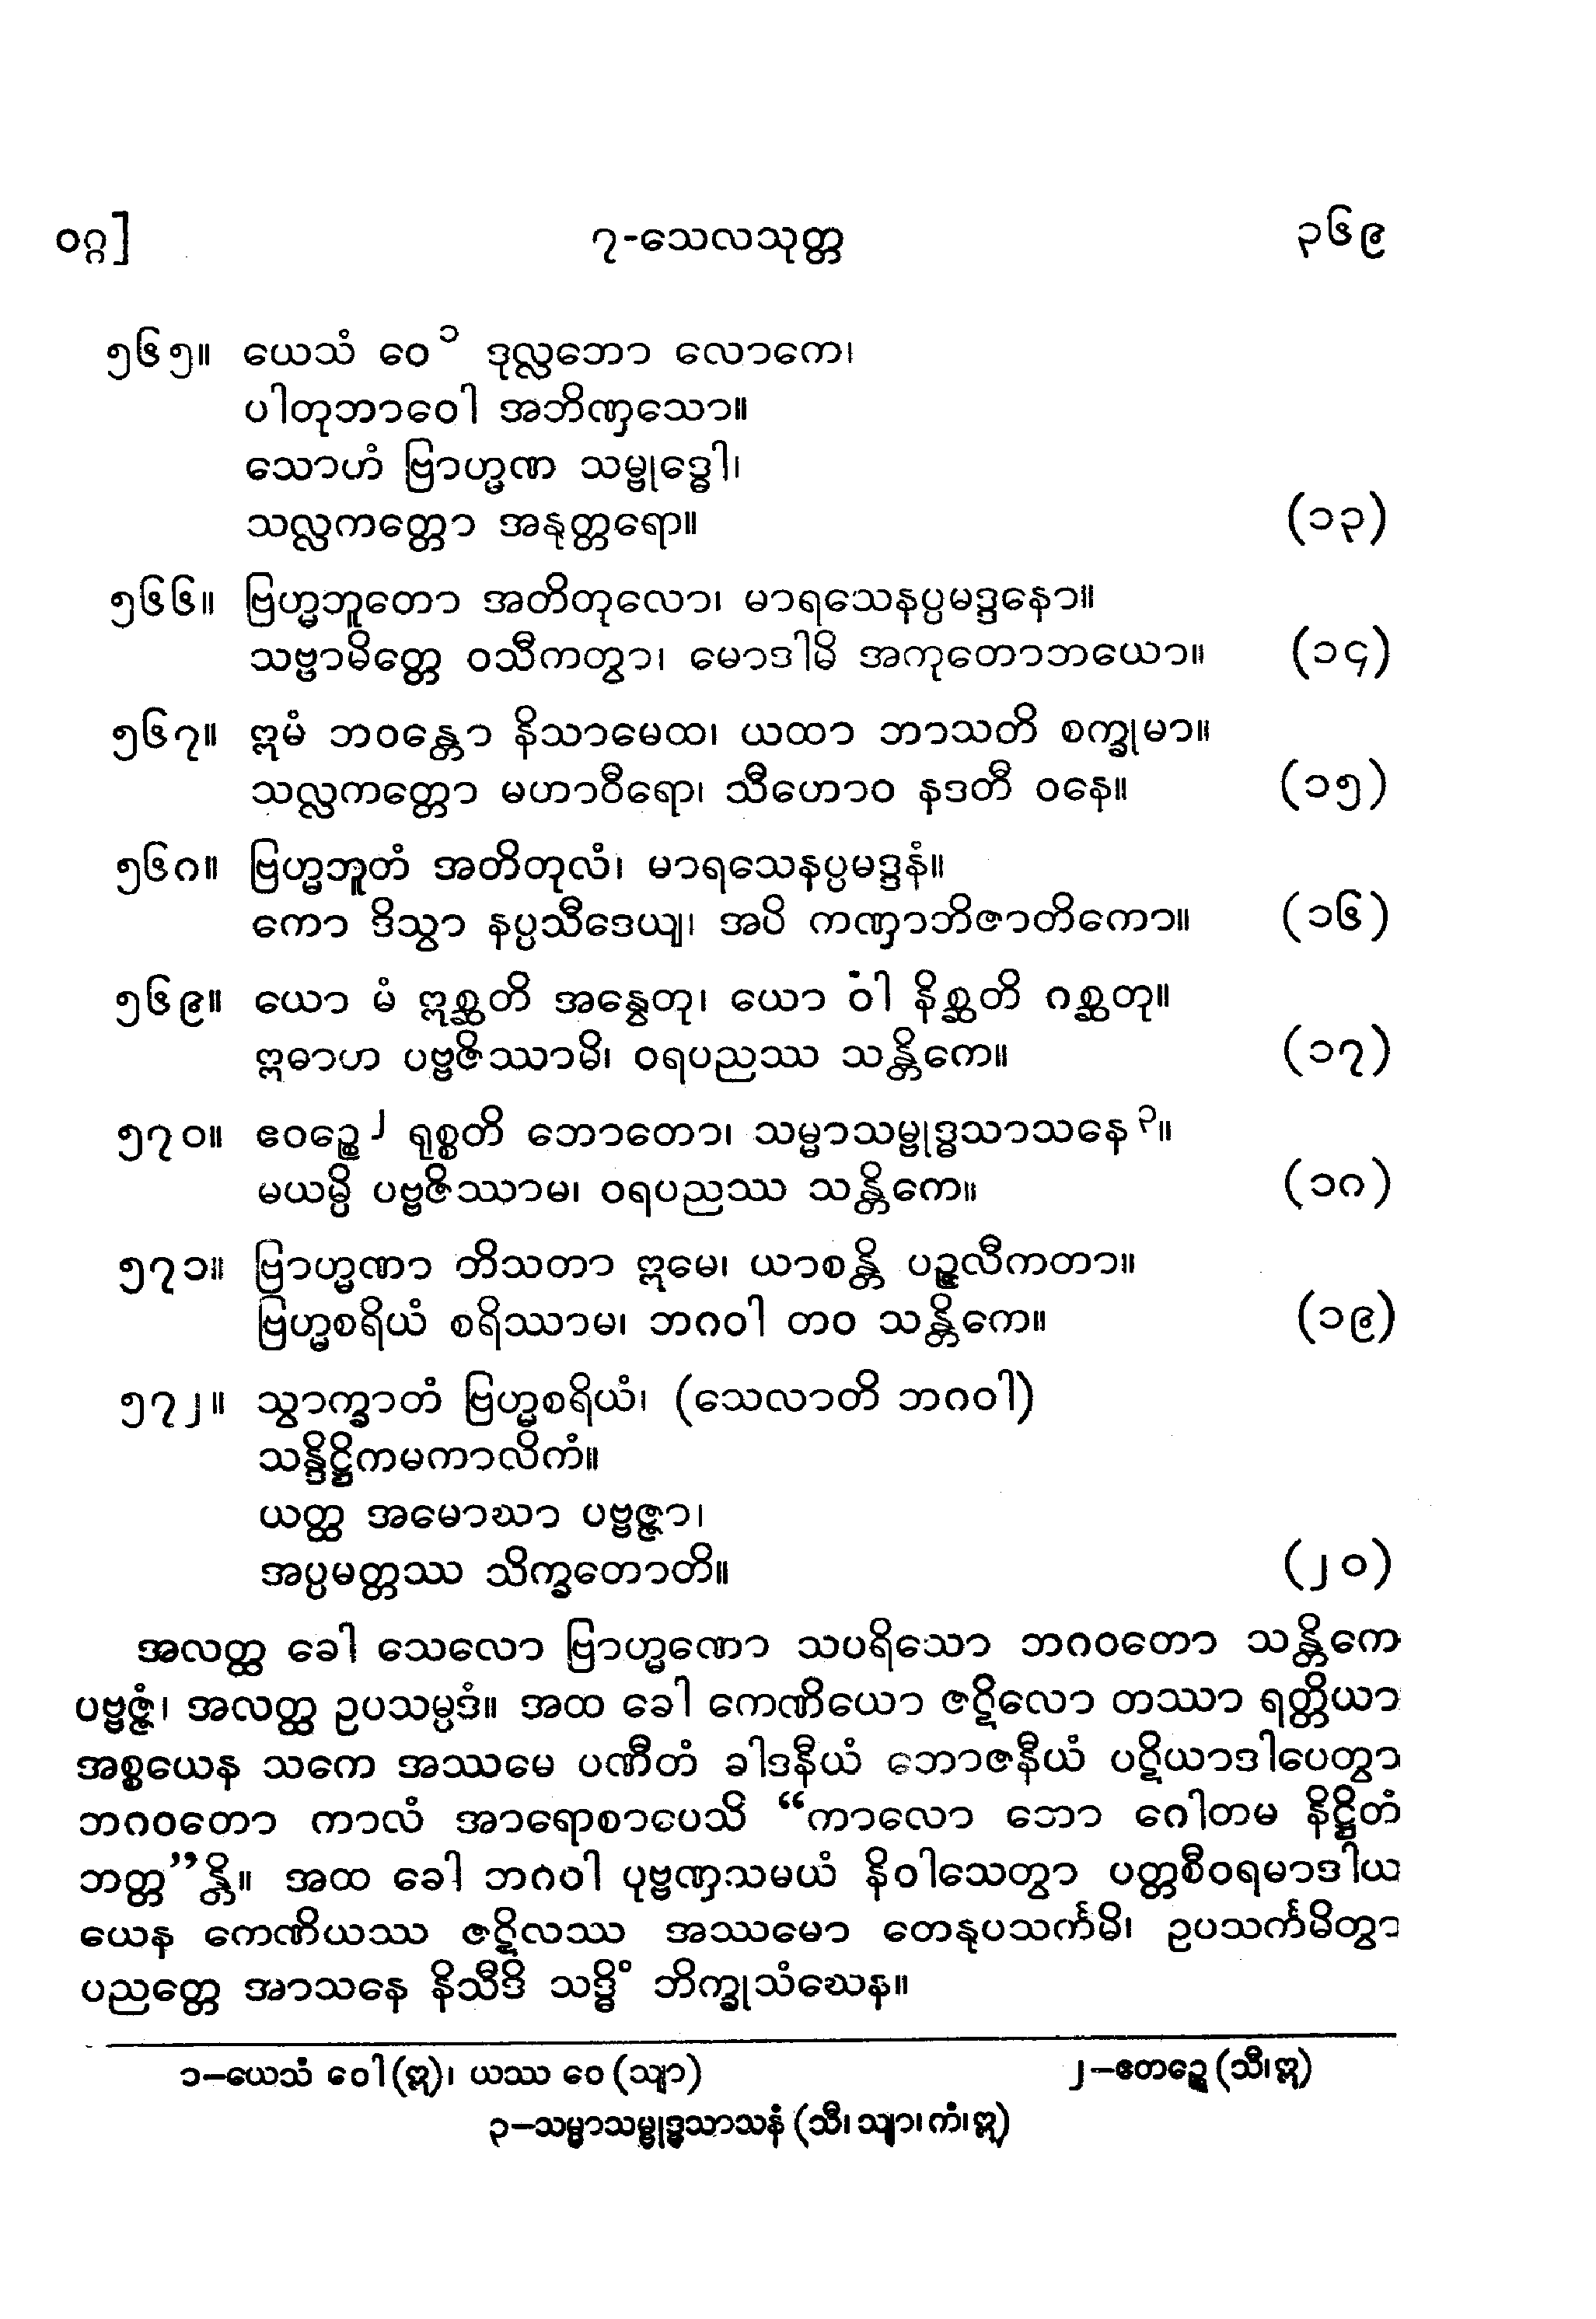 ဝဂ္ဂ] ၇-သေလသုတ္တ ၃၆၉
၅၆၅။ ယေသံ ဝေ ၁ ဒုလ္လဘော လောကေ၊
ပါတုဘာဝေါ အဘိဏှသော။
သောဟံ ဗြာဟ္မဏ သမ္ဗုဒ္ဓေါ၊
သလ္လကတ္တော အနုတ္တရော။ (၁၃)
၅၆၆။ ဗြဟ္မဘူတော အတိတုလော၊ မာရသေနပ္ပမဒ္ဒနော။
သဗ္ဗာမိတ္တေ ဝသီကတွာ၊ မောဒါမိ အကုတောဘယော။ (၁၄)
၅၆၇။ ဣမံ ဘဝန္တော နိသာမေထ၊ ယထာ ဘာသတိ စက္ခုမာ။
သလ္လကတ္တော မဟာဝီရော၊ သီဟောဝ နဒတီ ဝနေ။ (၁၅)
၅၆၈။ ဗြဟ္မဘူတံ အတိတုလံ၊ မာရသေနပ္ပမဒ္ဒနံ။
ကော ဒိသွာ နပ္ပသီဒေယျ၊ အပိ ကဏှာဘိဇာတိကော။ (၁၆)
၅၆၉။ ယော မံ ဣစ္ဆတိ အနွေတု၊ ယော ဝါ နိစ္ဆတိ ဂစ္ဆတု။
ဣဓာဟ ပဗ္ဗဇိဿာမိ၊ ဝရပညဿ သန္တိကေ။ (၁၇)
၅၇၀။ ဧဝဉ္စေ ၂ ရုစ္စတိ ဘောတော၊ သမ္မာသမ္ဗုဒ္ဓသာသနေ ၃။
မယမ္ပိ ပဗ္ဗဇိဿာမ၊ ဝရပညဿ သန္တိကေ။ (၁၈)
၅၇၁။ ဗြာဟ္မဏာ တိသတာ ဣမေ၊ ယာစန္တိ ပဉ္ဇလီကတာ။
ဗြဟ္မစရိယံ စရိဿာမ၊ ဘဂဝါ တဝ သန္တိကေ။ (၁၉)
၅၇၂။ သွာက္ခာတံ ဗြဟ္မစရိယံ၊ (သေလာတိ ဘဂဝါ)
သန္ဒိဋ္ဌိကမကာလိကံ။
ယတ္ထ အမောဃာ ပဗ္ဗဇ္ဇာ၊
အပ္ပမတ္တဿ သိက္ခတောတိ။ (၂၀)
အလတ္ထ ခေါ သေလော ဗြာဟ္မဏော သပရိသော ဘဂဝတော သန္တိကေ
ပဗ္ဗဇ္ဇံ၊ အလတ္ထ ဥပသမ္ပဒံ။ အထ ခေါ ကေဏိယော ဇဋိလော တဿာ ရတ္တိယာ
အစ္စယေန သကေ အဿမေ ပဏီတံ ခါဒနီယံ ဘောဇနီယံ ပဋိယာဒါပေတွာ
ဘဂဝတော ကာလံ အာရောစာပေသိ “ကာလော ဘော ဂေါတမ နိဋ္ဌိတံ
ဘတ္တ”န္တိ။ အထ ခေါ ဘဂဝါ ပုဗ္ဗဏှသမယံ နိဝါသေတွာ ပတ္တစီဝရမာဒါယ
ယေန ကေဏိယဿ ဇဋိလဿ အဿမော တေနုပသင်္ကမိ၊ ဥပသင်္ကမိတွာ
ပညတ္တေ အာသနေ နိသီဒိ သဒ္ဓိံ ဘိက္ခုသံဃေန။
၁–ယေသံ ဝေါ (ဣ)၊ ယဿ ဝေ (သျာ) ၂–ဧတဉ္စေ (သီ၊ ဣ)
၃–သမ္မာသမ္ဗုဒ္ဓသာသနံ (သီ၊ သျာ၊ ကံ၊ ဣ)